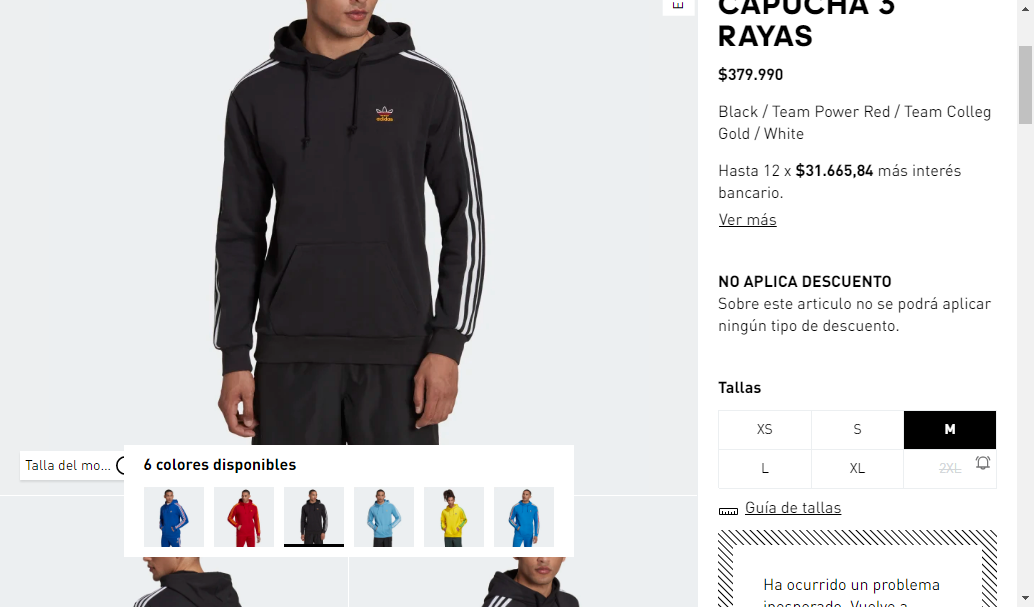 CAPUCHA 3
RAYAS
$379.990
Black / Team Power Red / Team Colleg
Gold / White
Hasta 12 x $31.665,84 más interés
bancario.
Ver más
NO APLICA DESCUENTO
Sobre este articulo no se podrá aplicar
ningún tipo de descuento.
Tallas
XS S M
L XL 2XL
Guía de tallas
Ha ocurrido un problema
inesperado. Vuelve a
adidas
Talla del mo...
6 colores disponibles